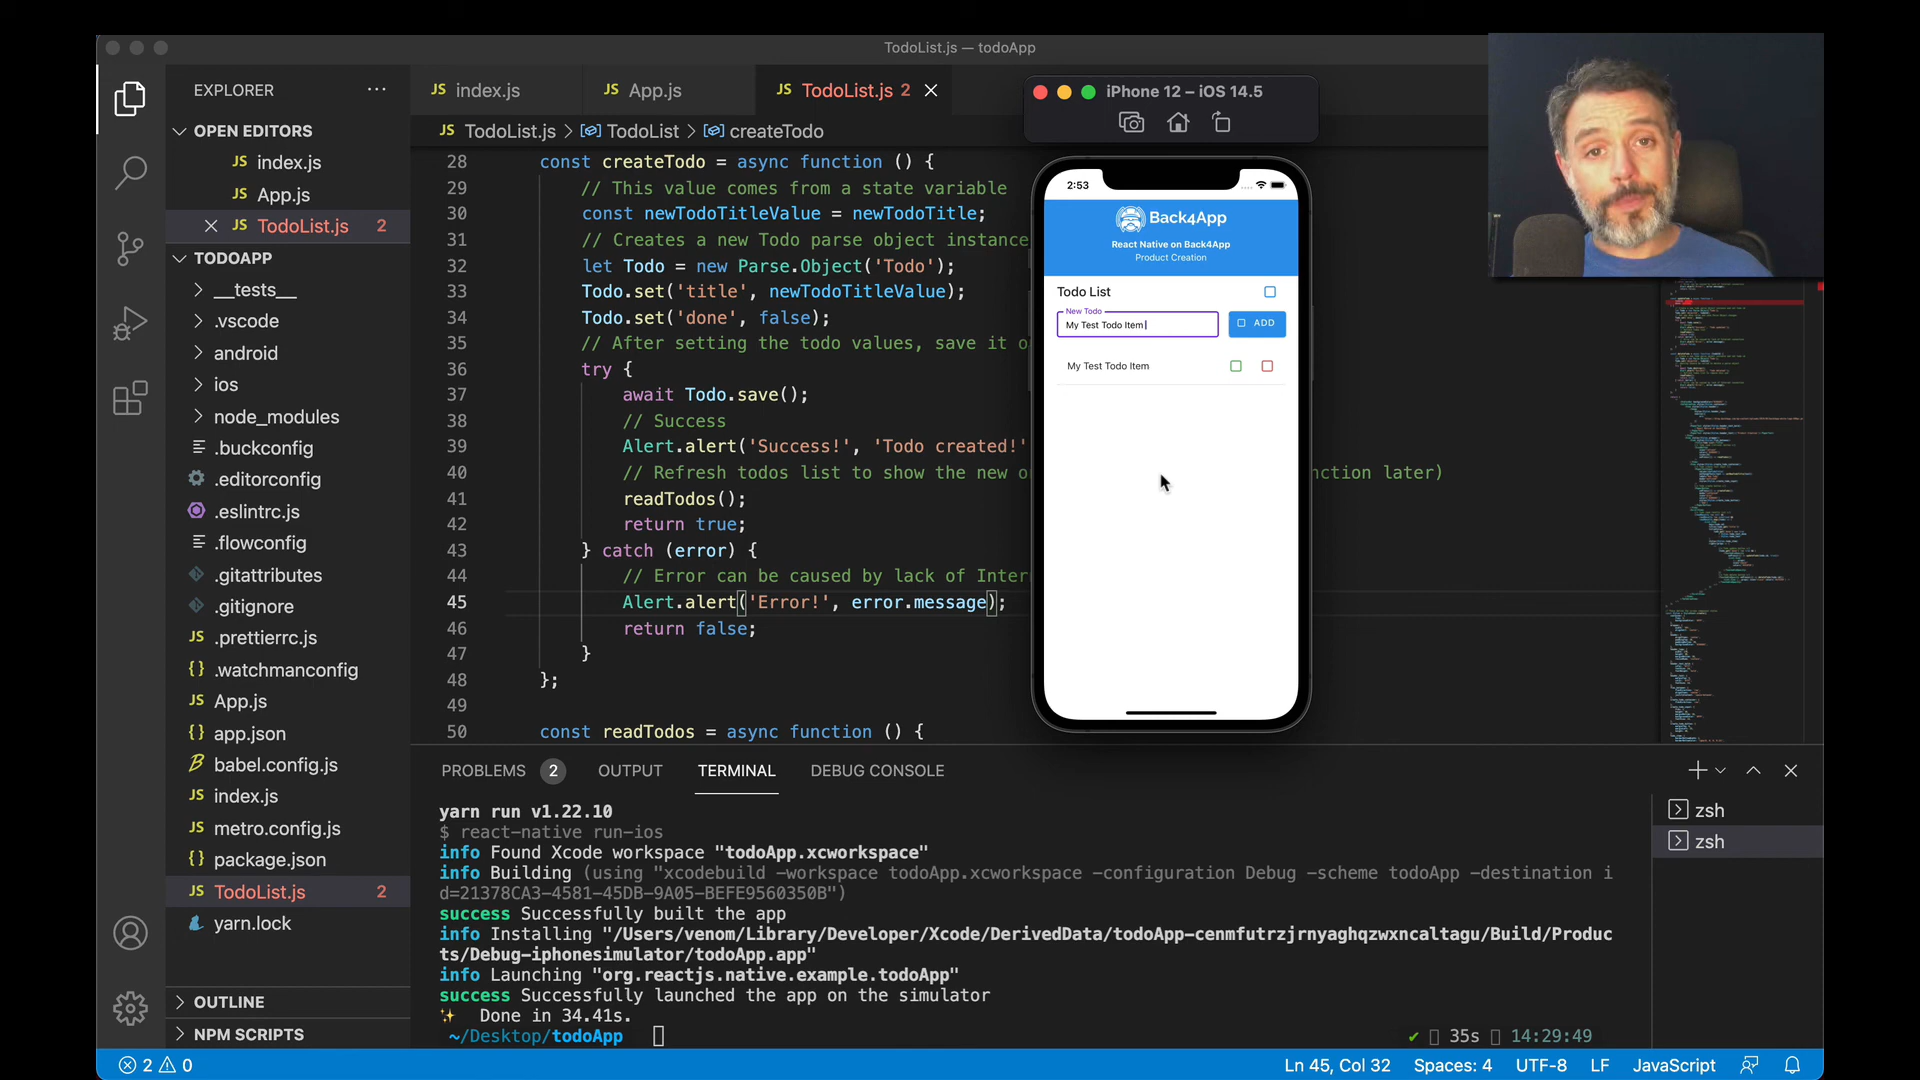 TodoList.js — todoApp
EXPLORER
OPEN EDITORS
index.js
App.js
TodoList.js 2
TODOAPP
__tests__
.vscode
android
ios
node_modules
.buckconfig
.editorconfig
.eslintrc.js
.flowconfig
.gitattributes
.gitignore
JS .prettierrc.js
{} .watchmanconfig
JS App.js
{} app.json
babel.config.js
JS index.js
JS metro.config.js
{} package.json
JS TodoList.js 2
yarn.lock
OUTLINE
NPM SCRIPTS
JS index.js
JS App.js
JS TodoList.js 2
JS TodoList.js > TodoList > createTodo
28 const createTodo = async function () {
29 // This value comes from a state variable
30 const newTodoTitleValue = newTodoTitle;
31 // Creates a new Todo parse object instance
32 let Todo = new Parse.Object('Todo');
33 Todo.set('title', newTodoTitleValue);
34 Todo.set('done', false);
35 // After setting the todo values, save it o
36 try {
37 await Todo.save();
38 // Success
39 Alert.alert('Success!', 'Todo created!'
40 // Refresh todos list to show the new o nction later)
41 readTodos();
42 return true;
43 } catch (error) {
44 // Error can be caused by lack of Inter
45 Alert.alert('Error!', error.message);
46 return false;
47 }
48 };
49
50 const readTodos = async function () {
iPhone 12 – iOS 14.5
2:53
Back4App
React Native on Back4App
Product Creation
Todo List
New Todo
My Test Todo Item
ADD
My Test Todo Item
PROBLEMS 2 OUTPUT TERMINAL DEBUG CONSOLE
yarn run v1.22.10
$ react-native run-ios
info Found Xcode workspace "todoApp.xcworkspace"
info Building (using "xcodebuild -workspace todoApp.xcworkspace -configuration Debug -scheme todoApp -destination i
d=21378CA3-4581-45DB-9A05-BEFE9560350B")
success Successfully built the app
info Installing "/Users/venom/Library/Developer/Xcode/DerivedData/todoApp-cenmfutrzjrnyaghqzwxncaltagu/Build/Produc
ts/Debug-iphonesimulator/todoApp.app"
info Launching "org.reactjs.native.example.todoApp"
success Successfully launched the app on the simulator
✨ Done in 34.41s.
~/Desktop/todoApp
✔ 35s 14:29:49
zsh
zsh
2 0
Ln 45, Col 32 Spaces: 4 UTF-8 LF JavaScript